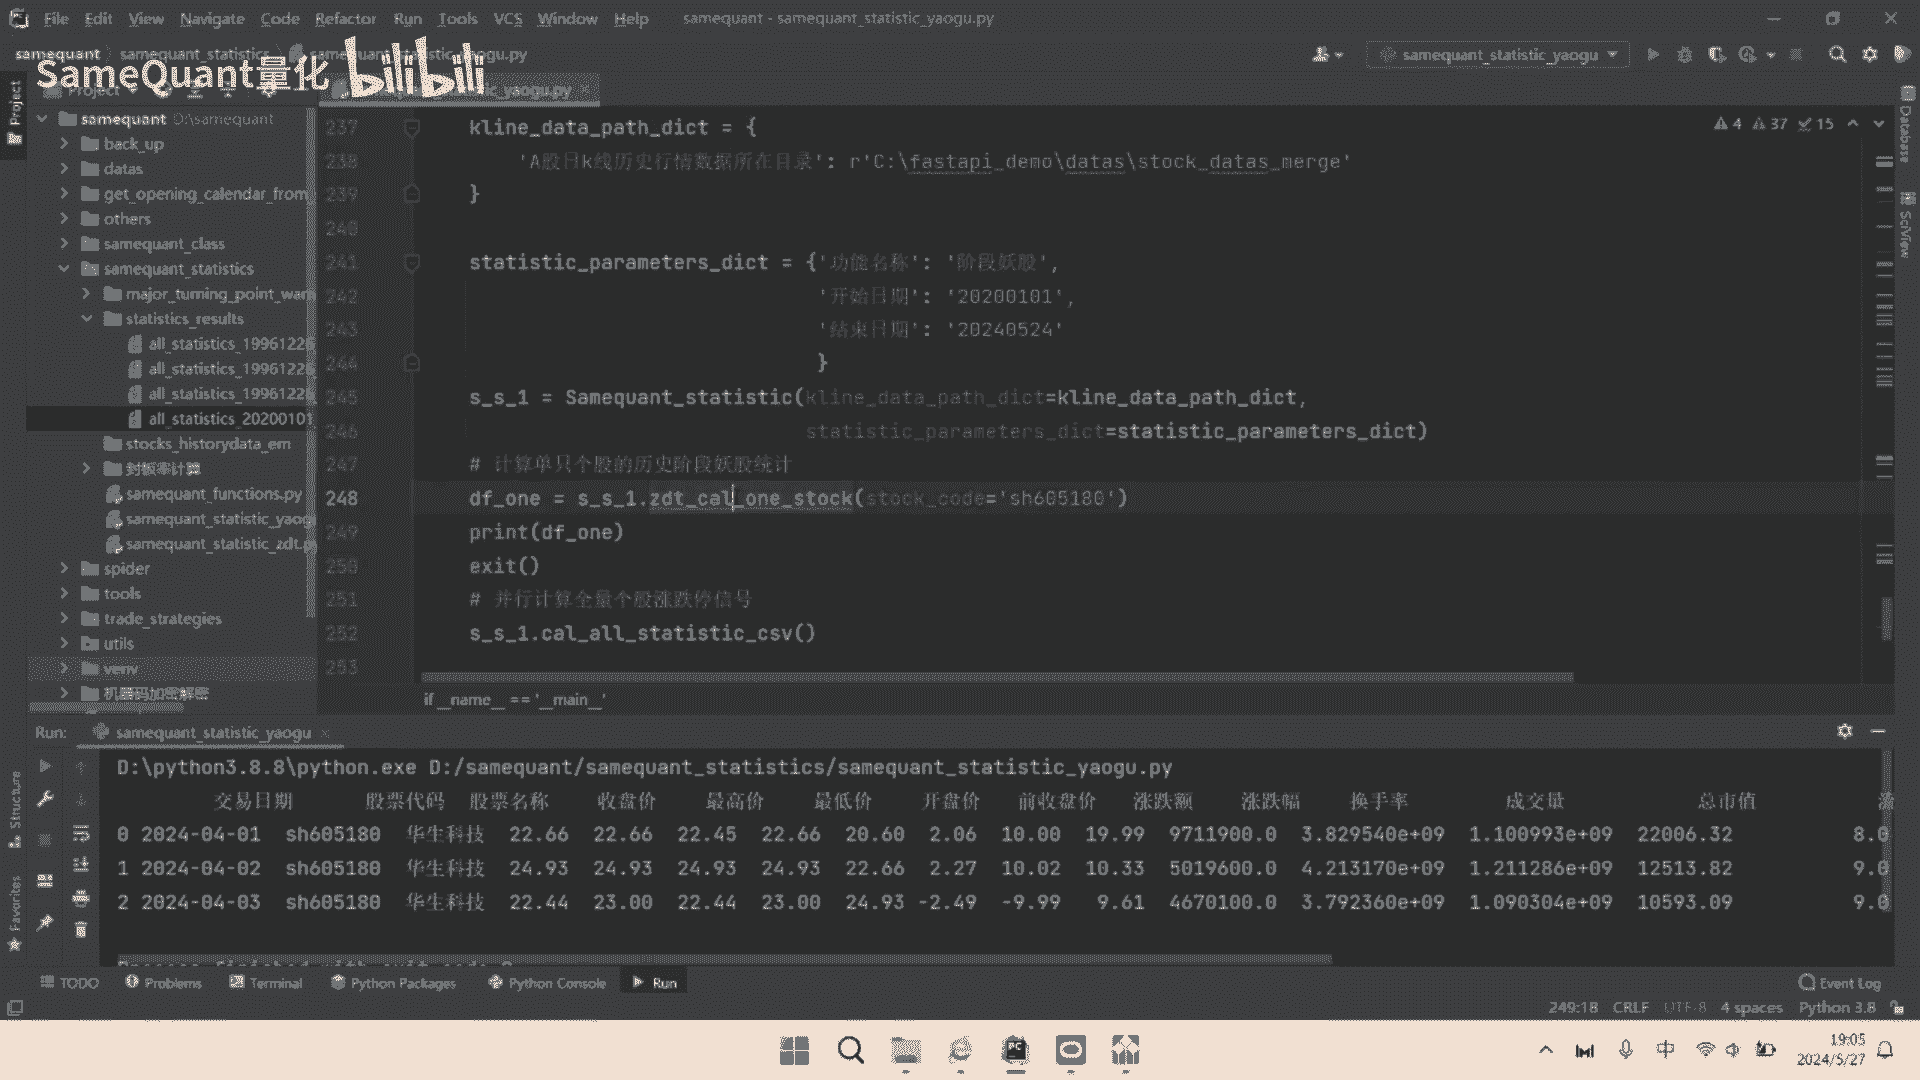 File Edit View Navigate Code Refactor Run Tools VCS Window Help samequant - samequant_statistic_yaogu.py
samequant samequant_statistics samequant_statistic_yaogu.py samequant_statistic_yaogu
SameQuant量化 bilibili
Project
samequant D:\samequant
back_up
datas
get_opening_calendar_from
others
samequant_class
samequant_statistics
major_turning_point_warn
statistics_results
all_statistics_19961226
all_statistics_19961226
all_statistics_19961226
all_statistics_20200101
stocks_historydata_em
封板率计算
samequant_functions.py
samequant_statistic_yaog
samequant_statistic_zdt.p
spider
tools
trade_strategies
utils
venv
机器码加密解密
4 37 15
237 kline_data_path_dict = {
238 'A股日k线历史行情数据所在目录': r'C:\fastapi_demo\datas\stock_datas_merge'
239 }
240
241 statistic_parameters_dict = {'功能名称': '阶段妖股',
242 '开始日期': '20200101',
243 '结束日期': '20240524'
244 }
245 s_s_1 = Samequant_statistic(kline_data_path_dict=kline_data_path_dict,
246 statistic_parameters_dict=statistic_parameters_dict)
247 # 计算单只个股的历史阶段妖股统计
248 df_one = s_s_1.zdt_cal_one_stock(stock_code='sh605180')
249 print(df_one)
250 exit()
251 # 并行计算全量个股涨跌停信号
252 s_s_1.cal_all_statistic_csv()
253
if __name__ == '__main__'
Database
SciView
Structure
Favorites
Run: samequant_statistic_yaogu
D:\python3.8.8\python.exe D:/samequant/samequant_statistics/samequant_statistic_yaogu.py
交易日期 股票代码 股票名称 收盘价 最高价 最低价 开盘价 前收盘价 涨跌额 涨跌幅 换手率 成交量 总市值
0 2024-04-01 sh605180 华生科技 22.66 22.66 22.45 22.66 20.60 2.06 10.00 19.99 9711900.0 3.829540e+09 1.100993e+09 22006.32 8.0
1 2024-04-02 sh605180 华生科技 24.93 24.93 24.93 24.93 22.66 2.27 10.02 10.33 5019600.0 4.213170e+09 1.211286e+09 12513.82 9.0
2 2024-04-03 sh605180 华生科技 22.44 23.00 22.44 23.00 24.93 -2.49 -9.99 9.61 4670100.0 3.792360e+09 1.090304e+09 10593.09 9.0
TODO Problems Terminal Python Packages Python Console Run Event Log
249:18 CRLF UTF-8 4 spaces Python 3.8
中 19:05
2024/5/27